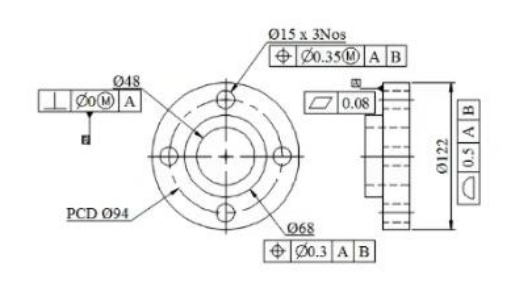 Ø15 x 3Nos
⌖ Ø0.35Ⓜ A B
Ø48
⟂ Ø0Ⓜ A
A
⏥ 0.08
B
Ø122
⌓ 0.5 A B
PCD Ø94
Ø68
⌖ Ø0.3 A B